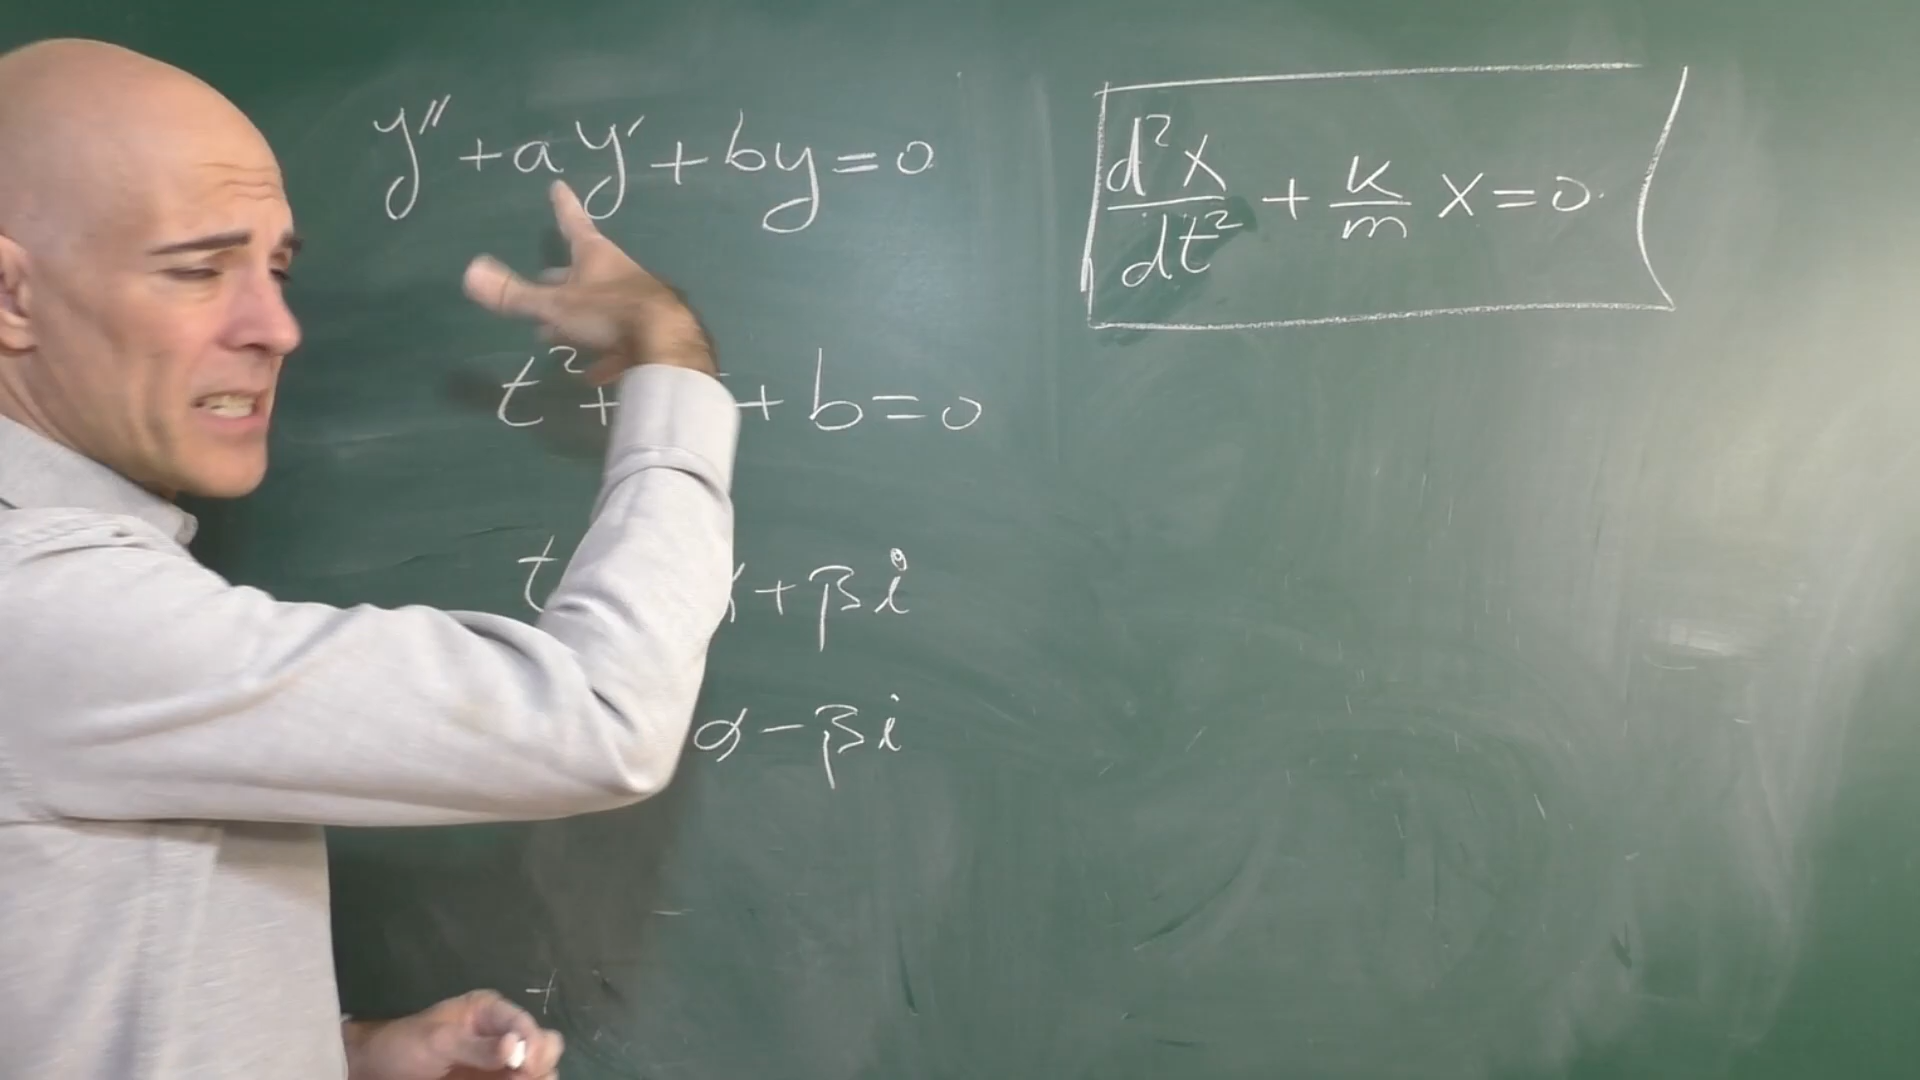 y'' + ay' + by = 0
t² + + b = 0
t + βi
α - βi
d²x/dt² + k/m x = 0